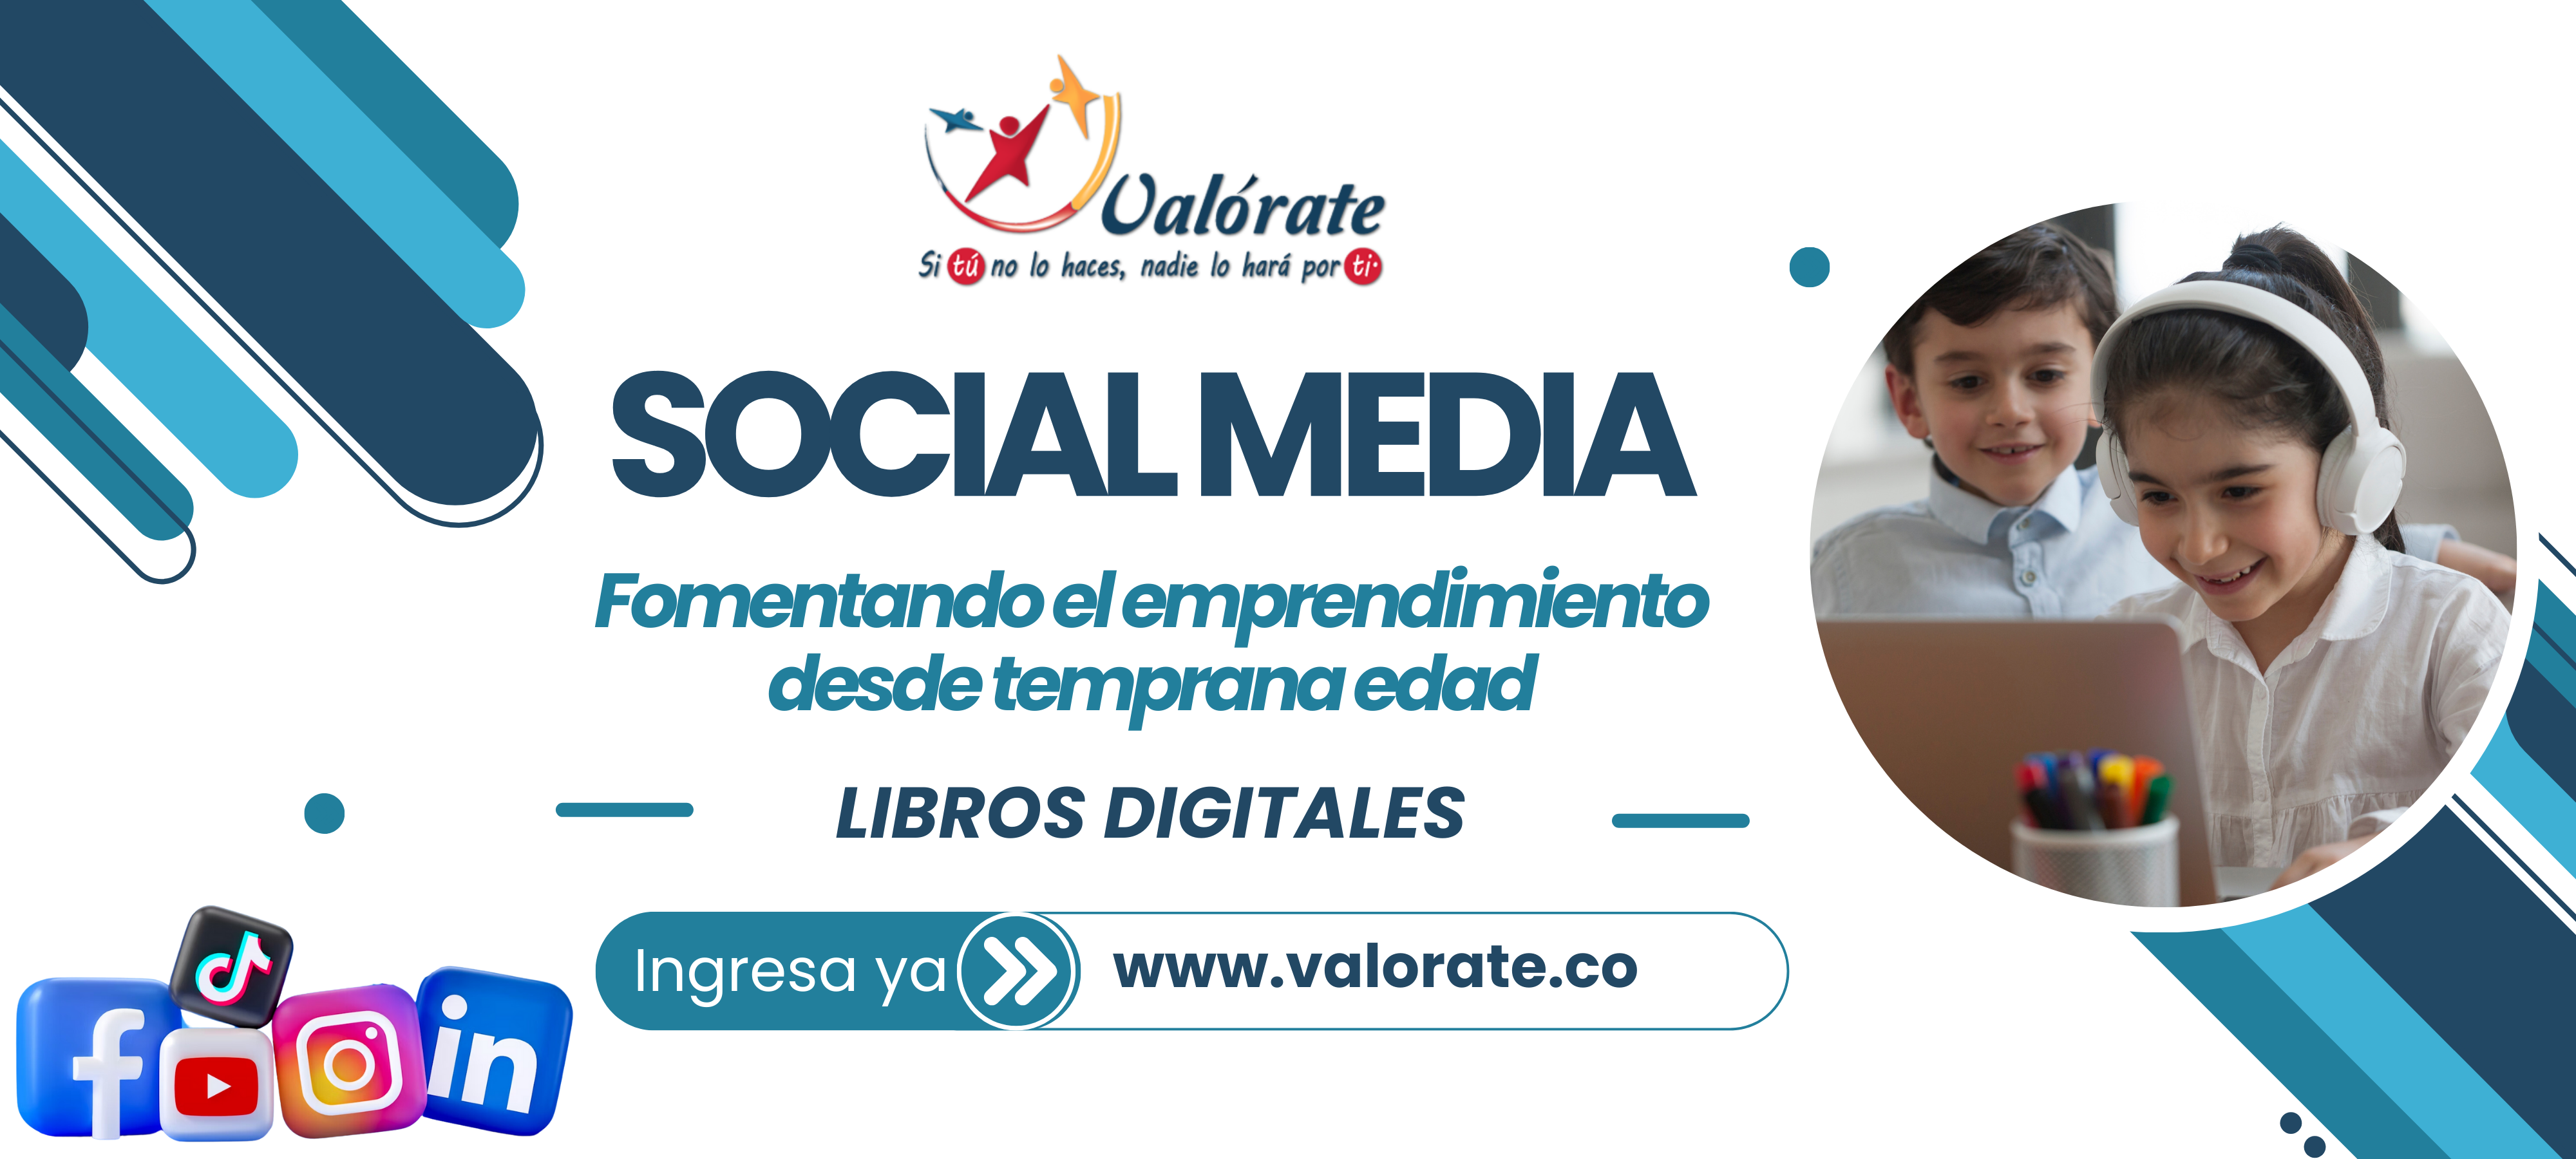 Valórate
Si tú no lo haces, nadie lo hará por ti.
SOCIAL MEDIA
Fomentando el emprendimiento
desde temprana edad
LIBROS DIGITALES
Ingresa ya
www.valorate.co
f
in